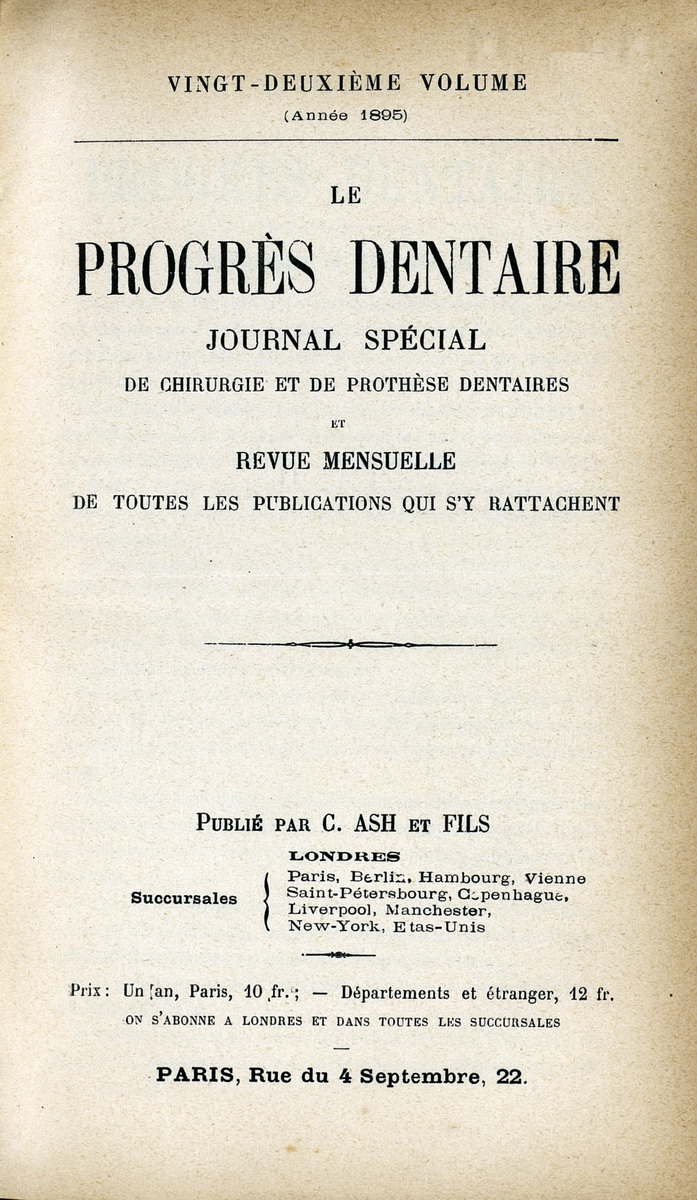 VINGT-DEUXIÈME VOLUME
(Année 1895)
LE
PROGRÈS DENTAIRE
JOURNAL SPÉCIAL
DE CHIRURGIE ET DE PROTHÈSE DENTAIRES
ET
REVUE MENSUELLE
DE TOUTES LES PUBLICATIONS QUI S'Y RATTACHENT
PUBLIÉ PAR C. ASH ET FILS
LONDRES
Succursales
Paris, Berlin, Hambourg, Vienne
Saint-Pétersbourg, Copenhague,
Liverpool, Manchester,
New-York, Etas-Unis
Prix: Un an, Paris, 10 fr.; — Départements et étranger, 12 fr.
ON S'ABONNE A LONDRES ET DANS TOUTES LES SUCCURSALES
PARIS, Rue du 4 Septembre, 22.